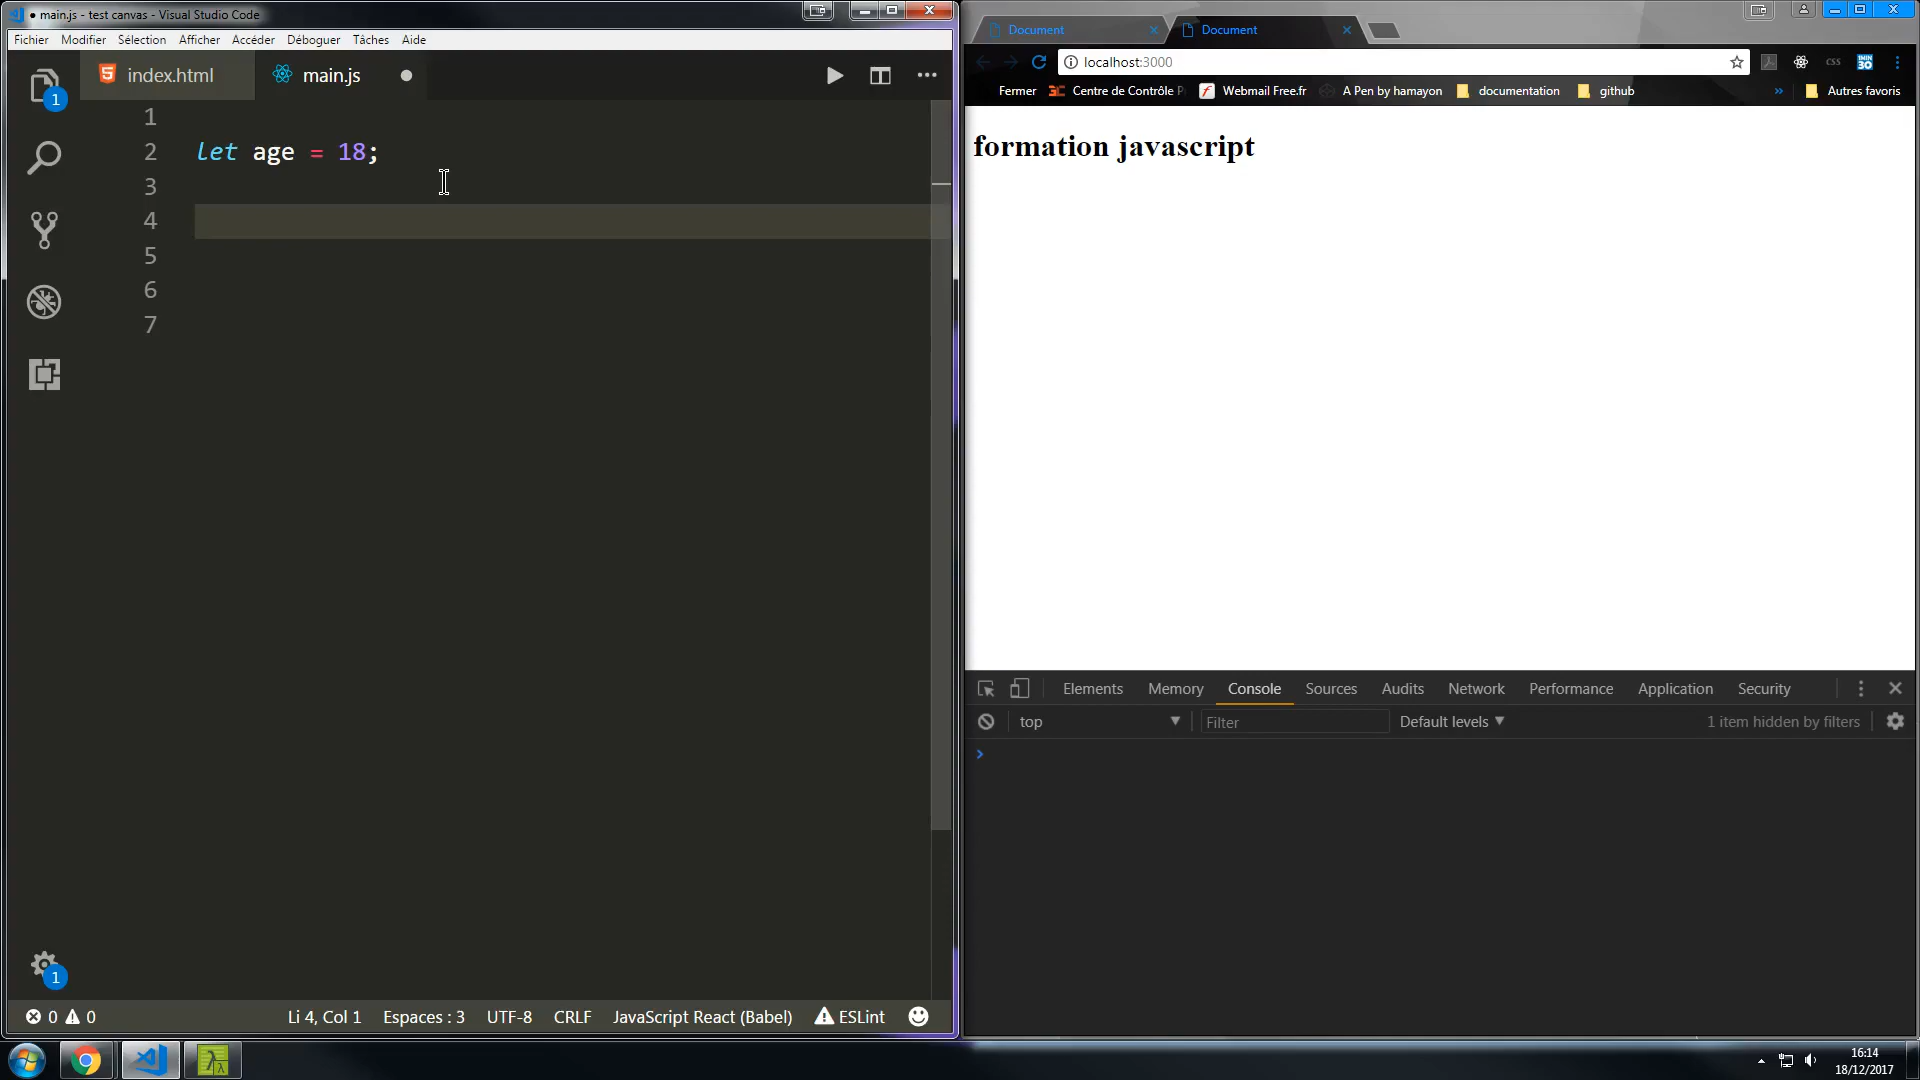 main.js - test canvas - Visual Studio Code
Fichier Modifier Sélection Afficher Accéder Déboguer Tâches Aide
index.html main.js
1
2 let age = 18;
3
4
5
6
7
1
1
0 0 Li 4, Col 1 Espaces : 3 UTF-8 CRLF JavaScript React (Babel) ESLint
Document Document
localhost:3000
Fermer Centre de Contrôle P Webmail Free.fr A Pen by hamayon documentation github » Autres favoris
formation javascript
Elements Memory Console Sources Audits Network Performance Application Security
top Filter Default levels 1 item hidden by filters
16:14
18/12/2017